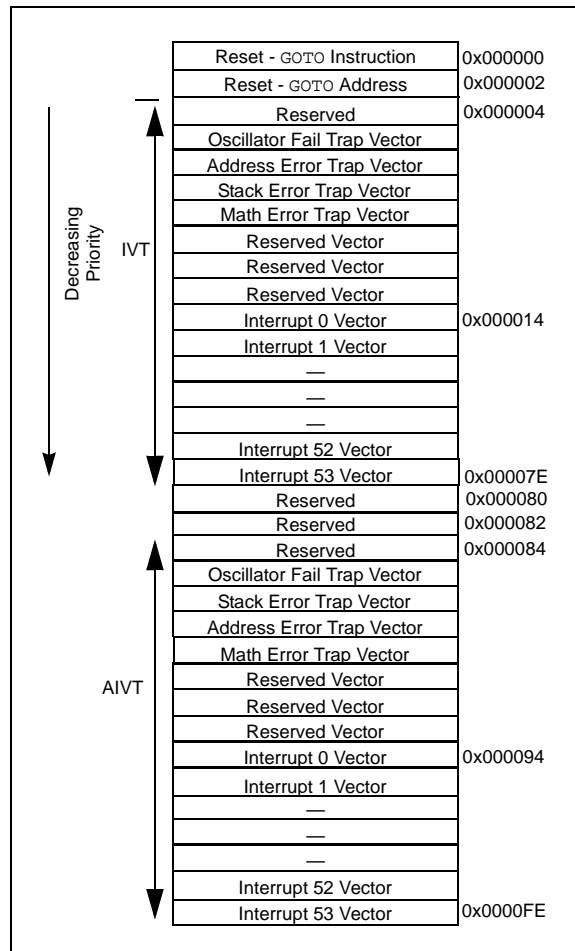 Reset - GOTO Instruction 0x000000
Reset - GOTO Address 0x000002
Reserved 0x000004
Oscillator Fail Trap Vector
Address Error Trap Vector
Stack Error Trap Vector
Math Error Trap Vector
Reserved Vector
Reserved Vector
Reserved Vector
Interrupt 0 Vector 0x000014
Interrupt 1 Vector
—
—
—
Interrupt 52 Vector
Interrupt 53 Vector 0x00007E
Decreasing
Priority
IVT
Reserved 0x000080
Reserved 0x000082
Reserved 0x000084
Oscillator Fail Trap Vector
Stack Error Trap Vector
Address Error Trap Vector
Math Error Trap Vector
Reserved Vector
Reserved Vector
Reserved Vector
Interrupt 0 Vector 0x000094
Interrupt 1 Vector
—
—
—
Interrupt 52 Vector
Interrupt 53 Vector 0x0000FE
AIVT